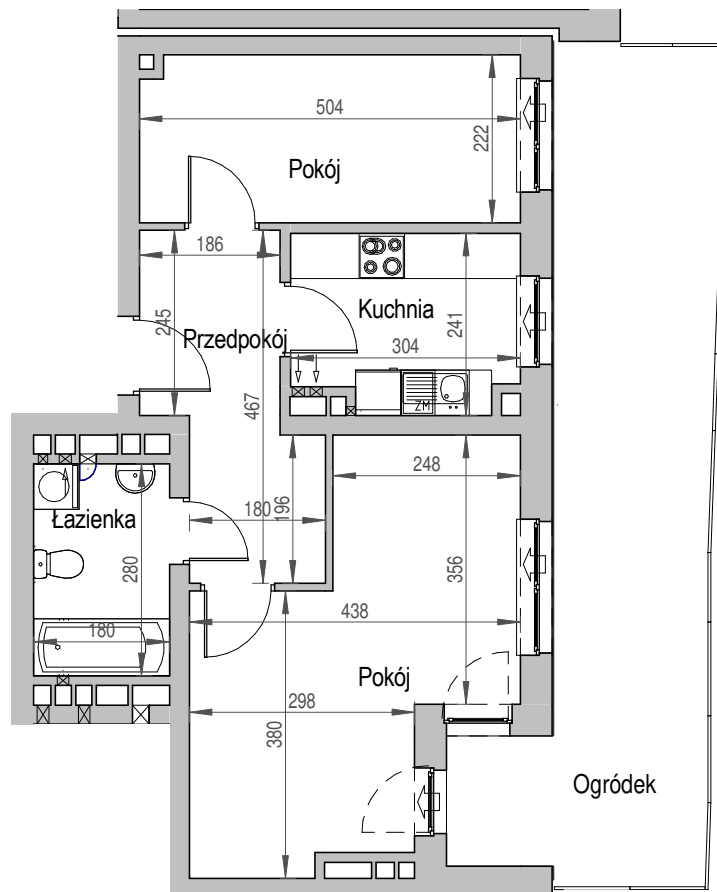 504
222
Pokój
186
245
Przedpokój
467
Kuchnia
304
241
ZM
248
180
196
Łazienka
280
180
356
438
Pokój
298
380
Ogródek